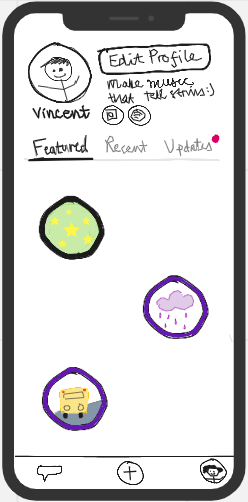 Edit Profile
Vincent
make music
that tell stories:)
Featured Recent Updates